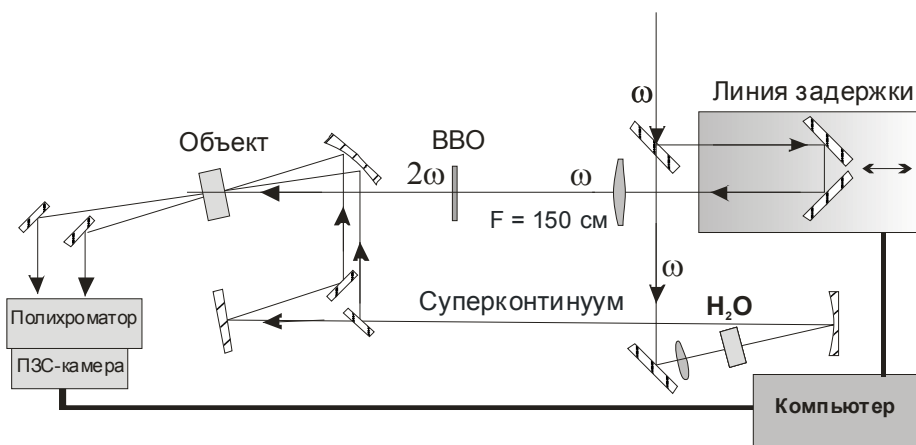 ω
Линия задержки
Объект
BBO
2ω
ω
F = 150 см
ω
Суперконтинуум
H₂O
Полихроматор
ПЗС-камера
Компьютер